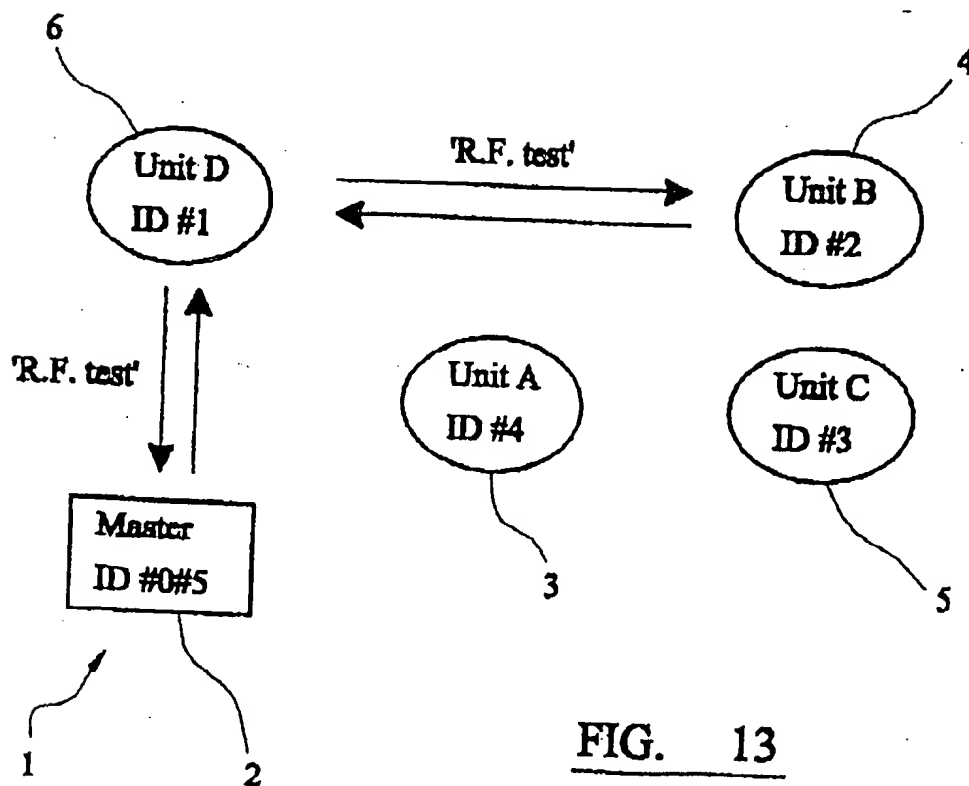 6
4
Unit D
ID #1
'R.F. test'
Unit B
ID #2
'R.F. test'
Unit A
ID #4
Unit C
ID #3
Master
ID #0#5
3
5
1
2
FIG. 13